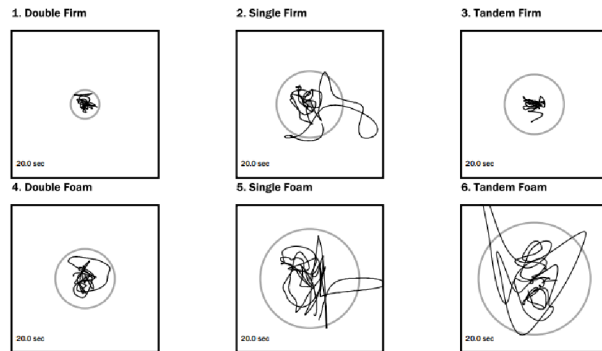 1. Double Firm
2. Single Firm
3. Tandem Firm
20.0 sec
20.0 sec
20.0 sec
4. Double Foam
5. Single Foam
6. Tandem Foam
20.0 sec
20.0 sec
20.0 sec